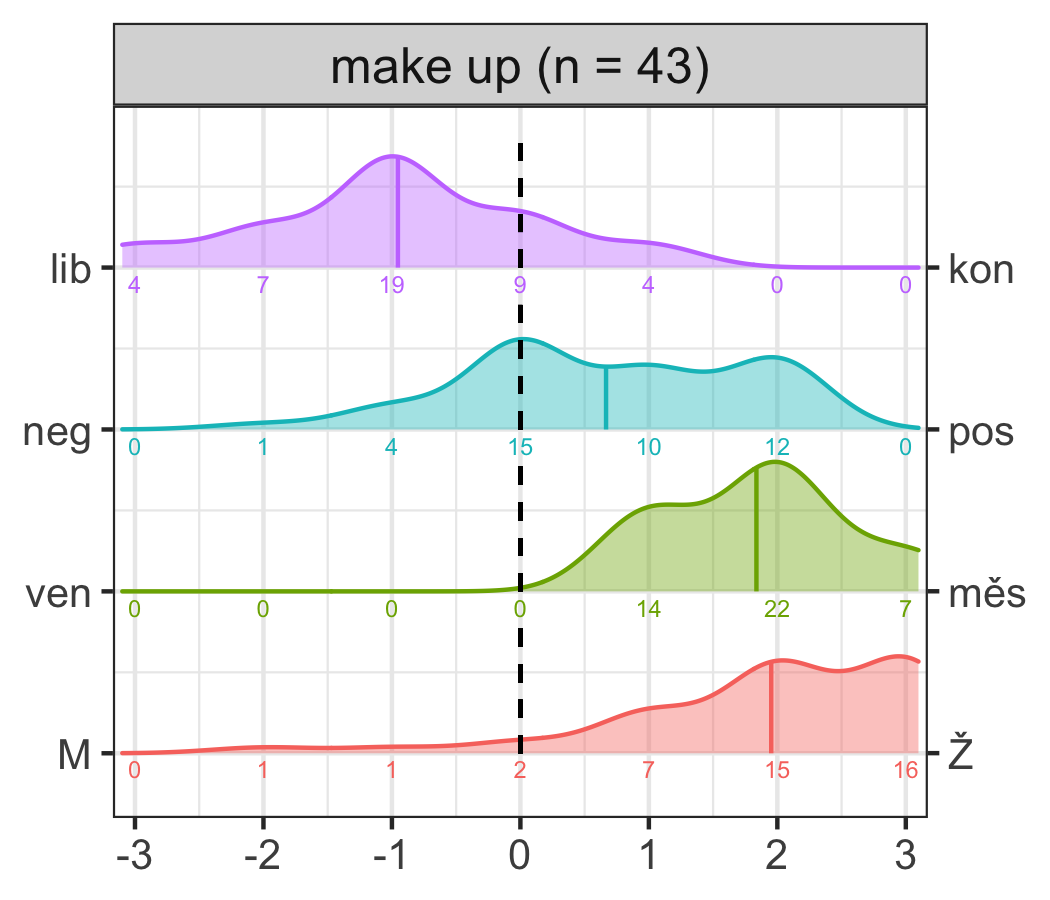 make up (n = 43)
lib kon
4 7 19 9 4 0 0
neg pos
0 1 4 15 10 12 0
ven měs
0 0 0 0 14 22 7
M Ž
0 1 1 2 7 15 16
-3 -2 -1 0 1 2 3